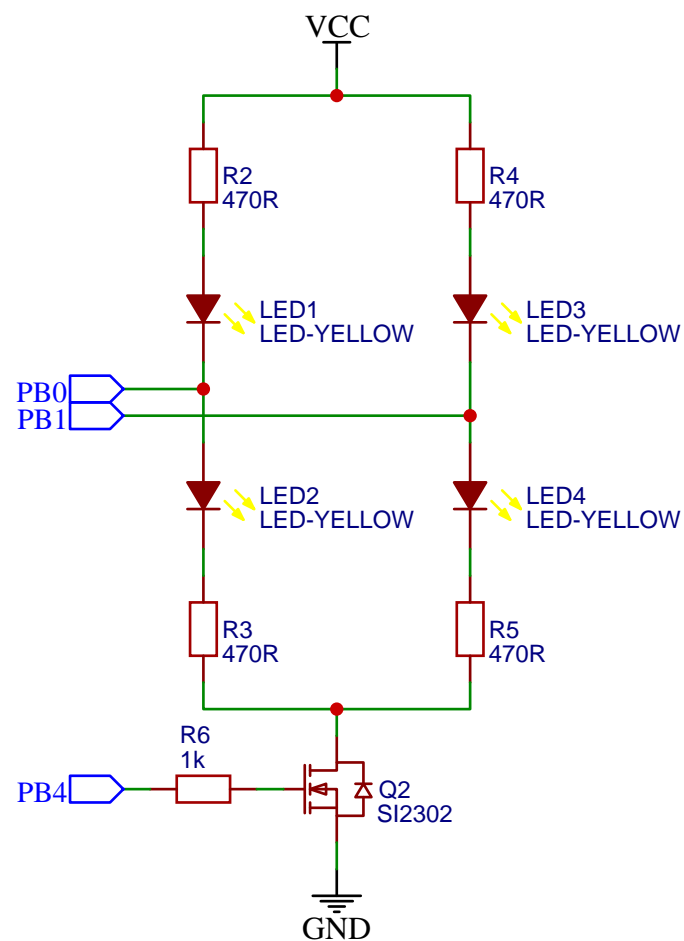 VCC
R2
470R
R4
470R
LED1
LED-YELLOW
LED3
LED-YELLOW
PB0
PB1
LED2
LED-YELLOW
LED4
LED-YELLOW
R3
470R
R5
470R
R6
1k
PB4
Q2
SI2302
GND